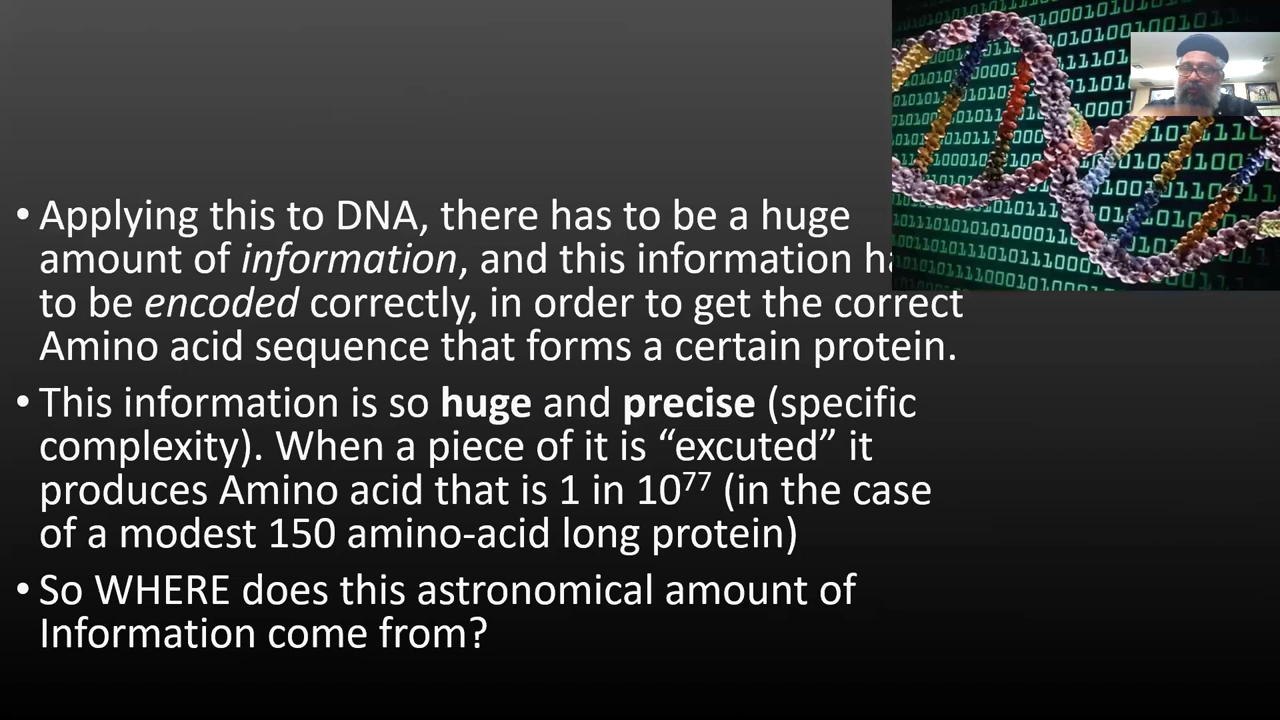 • Applying this to DNA, there has to be a huge
amount of information, and this information
to be encoded correctly, in order to get the correct
Amino acid sequence that forms a certain protein.
• This information is so huge and precise (specific
complexity). When a piece of it is “excuted” it
produces Amino acid that is 1 in 10⁷⁷ (in the case
of a modest 150 amino-acid long protein)
• So WHERE does this astronomical amount of
Information come from?